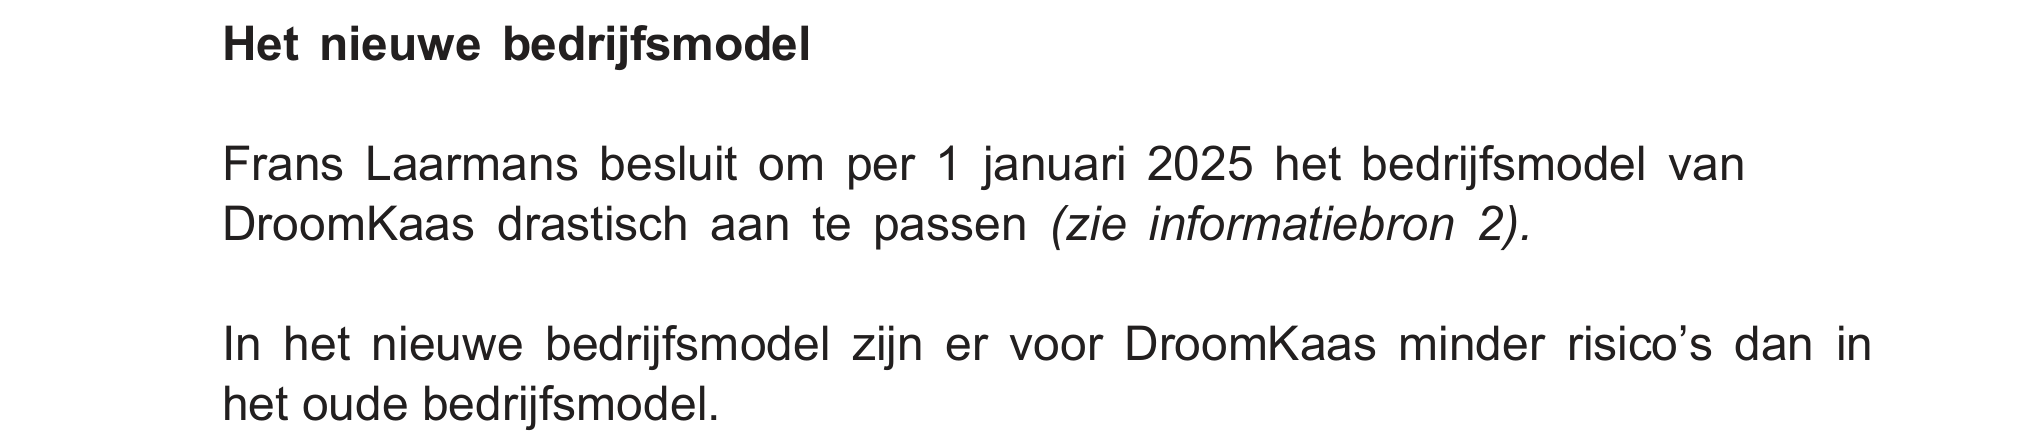 Het nieuwe bedrijfsmodel
Frans Laarmans besluit om per 1 januari 2025 het bedrijfsmodel van
DroomKaas drastisch aan te passen (zie informatiebron 2).
In het nieuwe bedrijfsmodel zijn er voor DroomKaas minder risico’s dan in
het oude bedrijfsmodel.